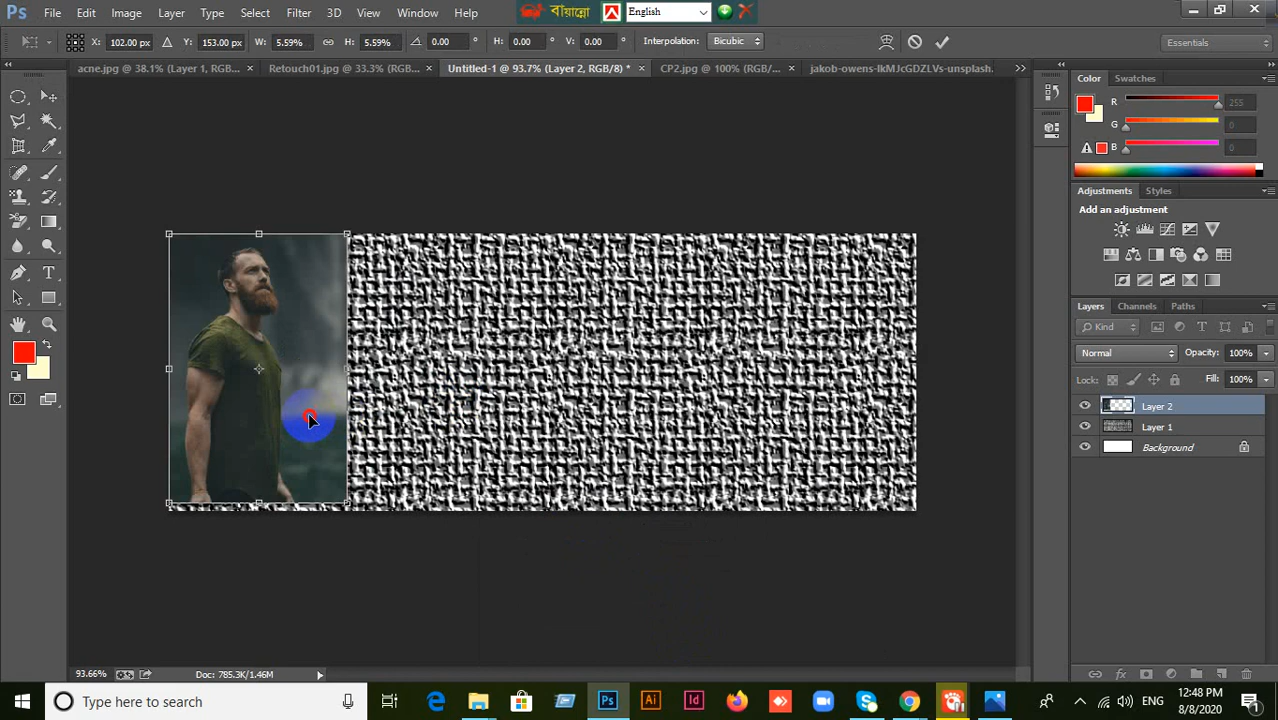 Ps File Edit Image Layer Type Select Filter 3D View Window Help বায়ান্নো English
X: 102.00 px Y: 153.00 px W: 5.59% H: 5.59% 0.00 ° H: 0.00 ° V: 0.00 ° Interpolation: Bicubic Essentials
acne.jpg @ 38.1% (Layer 1, RGB... × Retouch01.jpg @ 33.3% (RGB/... × Untitled-1 @ 93.7% (Layer 2, RGB/8) * × CP2.jpg @ 100% (RGB/... × jakob-owens-lkMJcGDZLVs-unsplash.
Color Swatches
R 255
G 0
B 0
Adjustments Styles
Add an adjustment
Layers Channels Paths
Kind
Normal Opacity: 100%
Lock: Fill: 100%
Layer 2
Layer 1
Background
93.66% Doc: 785.3K/1.46M
Type here to search Ps Ai Id ENG 12:48 PM
8/8/2020